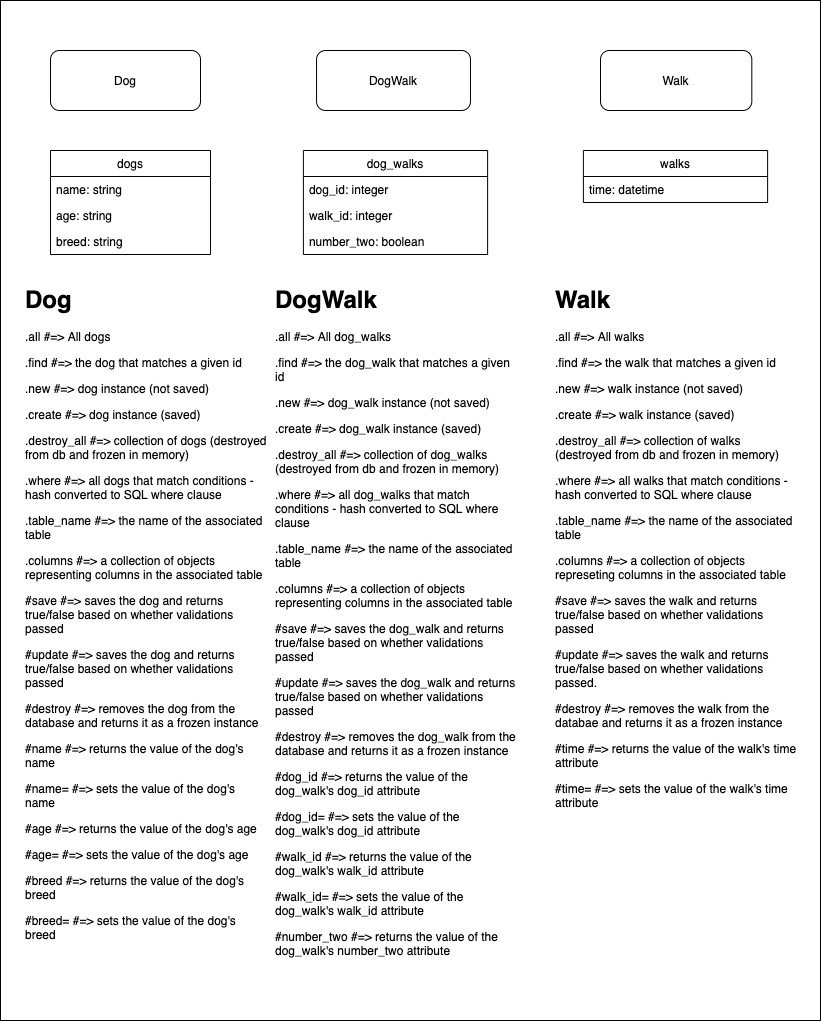 Dog
DogWalk
Walk
dogs
name: string
age: string
breed: string
dog_walks
dog_id: integer
walk_id: integer
number_two: boolean
walks
time: datetime
Dog
.all #=> All dogs
.find #=> the dog that matches a given id
.new #=> dog instance (not saved)
.create #=> dog instance (saved)
.destroy_all #=> collection of dogs (destroyed
from db and frozen in memory)
.where #=> all dogs that match conditions -
hash converted to SQL where clause
.table_name #=> the name of the associated
table
.columns #=> a collection of objects
representing columns in the associated table
#save #=> saves the dog and returns
true/false based on whether validations
passed
#update #=> saves the dog and returns
true/false based on whether validations
passed
#destroy #=> removes the dog from the
database and returns it as a frozen instance
#name #=> returns the value of the dog's
name
#name= #=> sets the value of the dog's
name
#age #=> returns the value of the dog's age
#age= #=> sets the value of the dog's age
#breed #=> returns the value of the dog's
breed
#breed= #=> sets the value of the dog's
breed
DogWalk
.all #=> All dog_walks
.find #=> the dog_walk that matches a given
id
.new #=> dog_walk instance (not saved)
.create #=> dog_walk instance (saved)
.destroy_all #=> collection of dog_walks
(destroyed from db and frozen in memory)
.where #=> all dog_walks that match
conditions - hash converted to SQL where
clause
.table_name #=> the name of the associated
table
.columns #=> a collection of objects
representing columns in the associated table
#save #=> saves the dog_walk and returns
true/false based on whether validations
passed
#update #=> saves the dog_walk and returns
true/false based on whether validations
passed
#destroy #=> removes the dog_walk from the
database and returns it as a frozen instance
#dog_id #=> returns the value of the
dog_walk's dog_id attribute
#dog_id= #=> sets the value of the
dog_walk's dog_id attribute
#walk_id #=> returns the value of the
dog_walk's walk_id attribute
#walk_id= #=> sets the value of the
dog_walk's walk_id attribute
#number_two #=> returns the value of the
dog_walk's number_two attribute
Walk
.all #=> All walks
.find #=> the walk that matches a given id
.new #=> walk instance (not saved)
.create #=> walk instance (saved)
.destroy_all #=> collection of walks
(destroyed from db and frozen in memory)
.where #=> all walks that match conditions -
hash converted to SQL where clause
.table_name #=> the name of the associated
table
.columns #=> a collection of objects
represeting columns in the associated table
#save #=> saves the walk and returns
true/false based on whether validations
passed
#update #=> saves the walk and returns
true/false based on whether validations
passed.
#destroy #=> removes the walk from the
databae and returns it as a frozen instance
#time #=> returns the value of the walk's time
attribute
#time= #=> sets the value of the walk's time
attribute